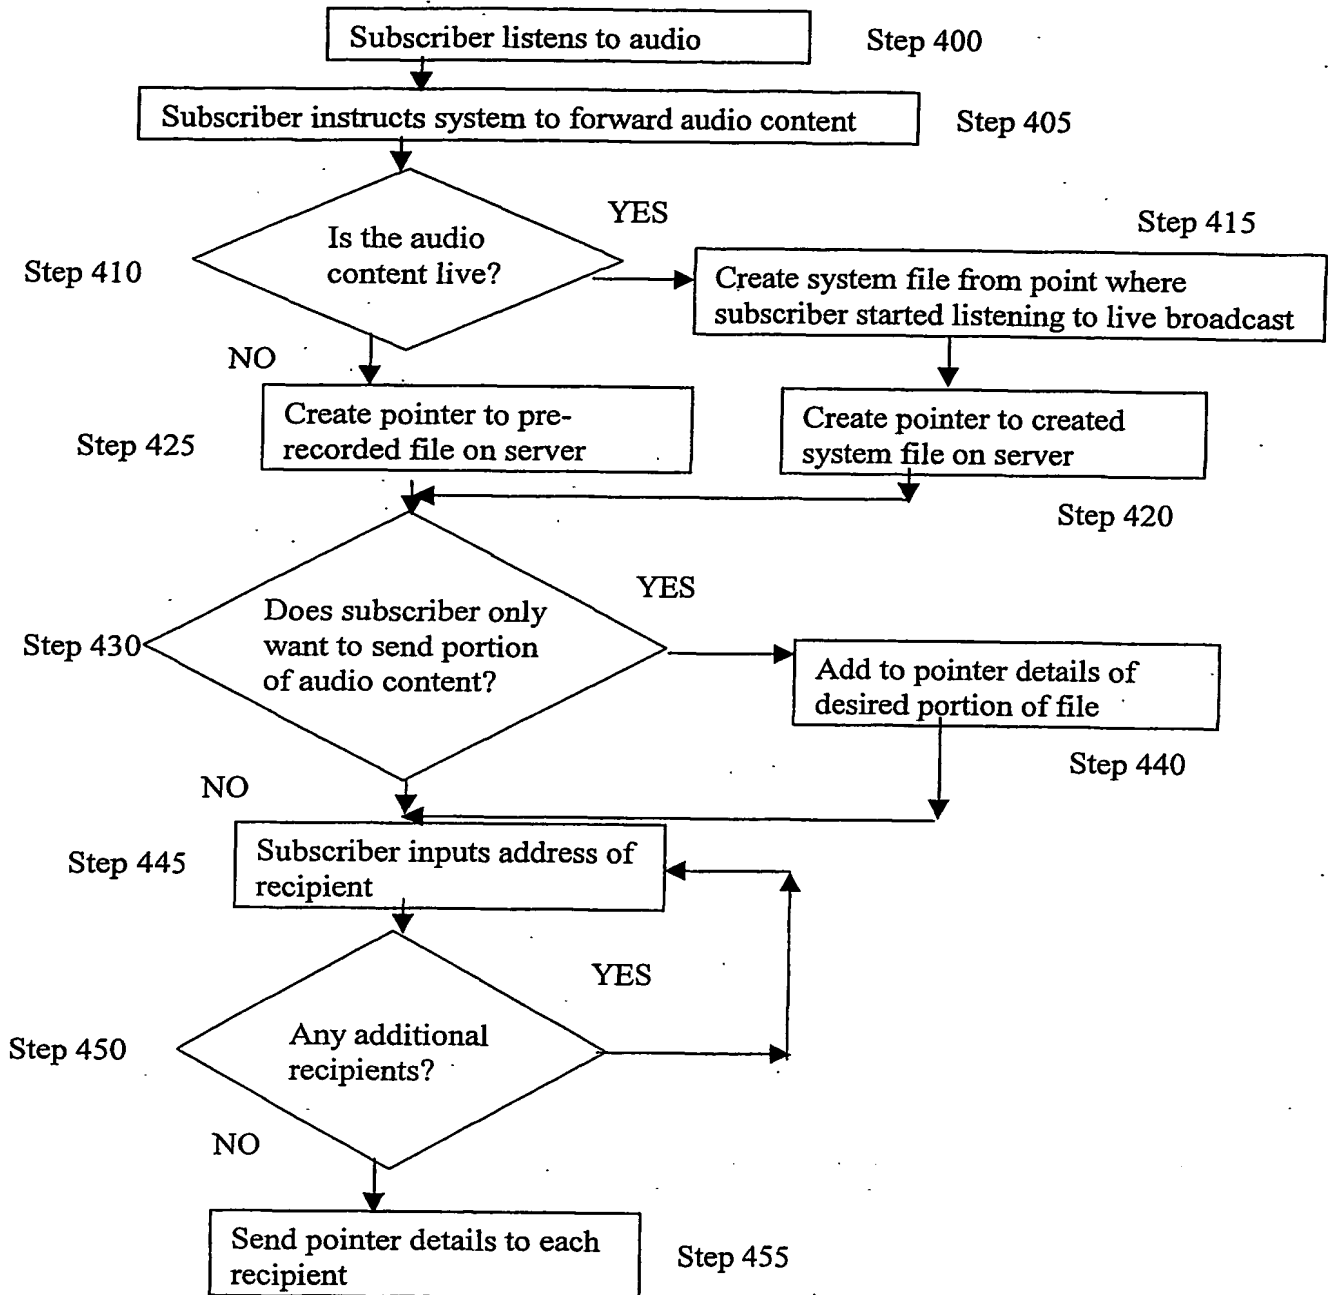 Subscriber listens to audio
Step 400
Subscriber instructs system to forward audio content
Step 405
YES
Step 415
Is the audio
content live?
Step 410
Create system file from point where
subscriber started listening to live broadcast
NO
Create pointer to pre-
recorded file on server
Step 425
Create pointer to created
system file on server
Step 420
YES
Does subscriber only
want to send portion
of audio content?
Step 430
Add to pointer details of
desired portion of file
Step 440
NO
Step 445
Subscriber inputs address of
recipient
YES
Step 450
Any additional
recipients?
NO
Send pointer details to each
recipient
Step 455